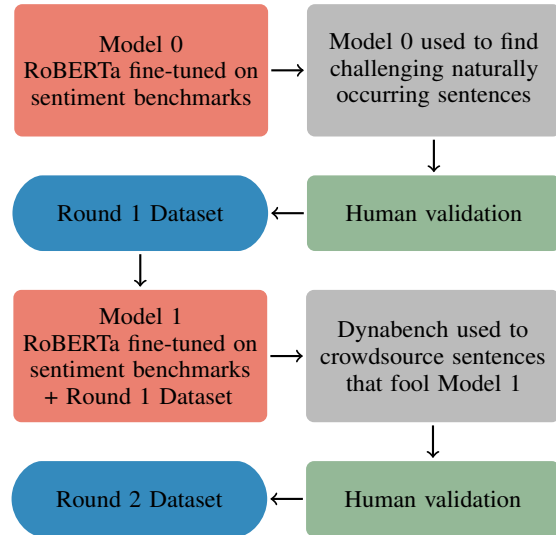 Model 0
RoBERTa fine-tuned on
sentiment benchmarks
Model 0 used to find
challenging naturally
occurring sentences
Round 1 Dataset
Human validation
Model 1
RoBERTa fine-tuned on
sentiment benchmarks
+ Round 1 Dataset
Dynabench used to
crowdsource sentences
that fool Model 1
Round 2 Dataset
Human validation